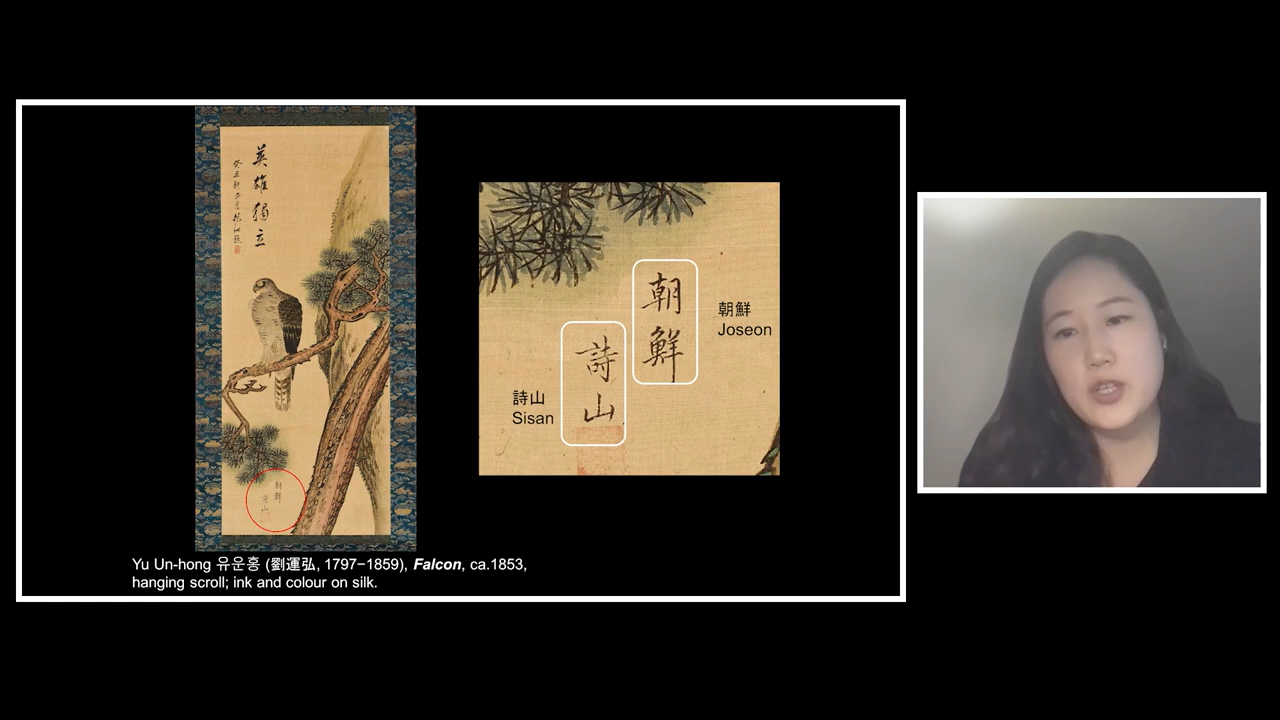 英雄獨立
朝鮮
詩山
朝鮮
詩山
朝鮮
Joseon
詩山
Sisan
Yu Un-hong 유운홍 (劉運弘, 1797−1859), Falcon, ca.1853,
hanging scroll; ink and colour on silk.